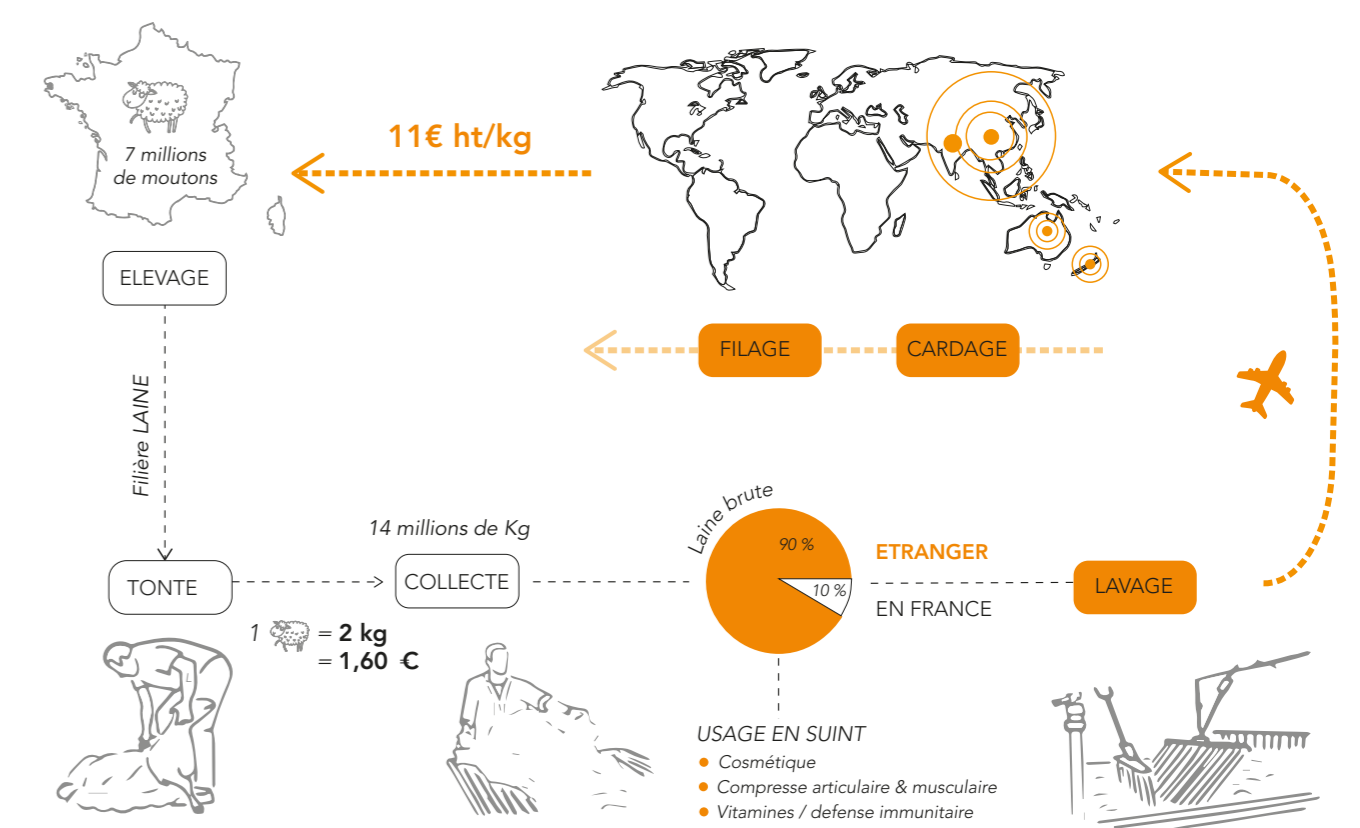 7 millions
de moutons
11€ ht/kg
ELEVAGE
FILAGE
CARDAGE
Filière LAINE
TONTE
14 millions de Kg
COLLECTE
1 = 2 kg
= 1,60 €
Laine brute
90 %
10 %
ETRANGER
EN FRANCE
LAVAGE
USAGE EN SUINT
• Cosmétique
• Compresse articulaire & musculaire
• Vitamines / defense immunitaire
L